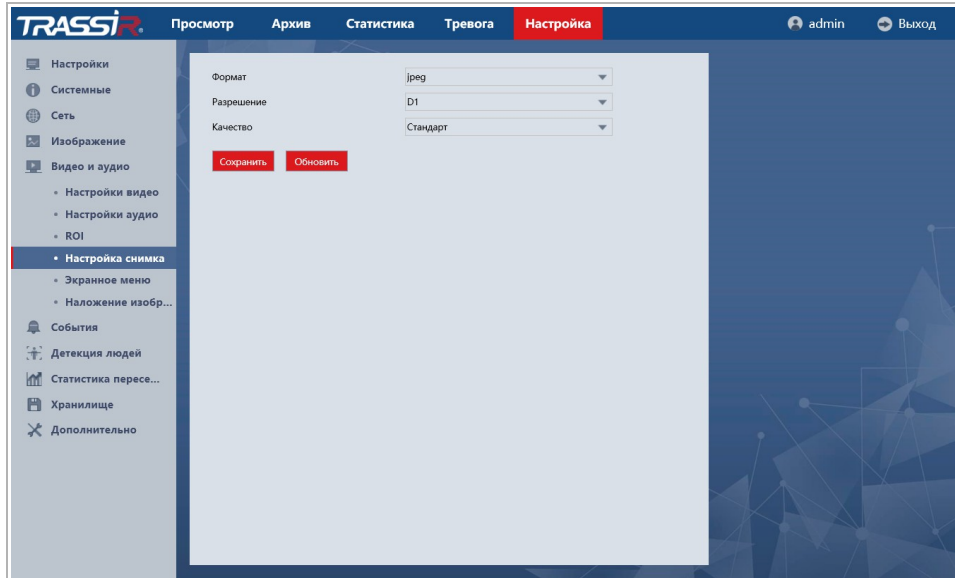 TRASSIR
Просмотр Архив Статистика Тревога Настройка admin Выход
Настройки
Системные
Сеть
Изображение
Видео и аудио
Настройки видео
Настройки аудио
ROI
Настройка снимка
Экранное меню
Наложение изобр...
События
Детекция людей
Статистика пересе...
Хранилище
Дополнительно
Формат jpeg
Разрешение D1
Качество Стандарт
Сохранить Обновить